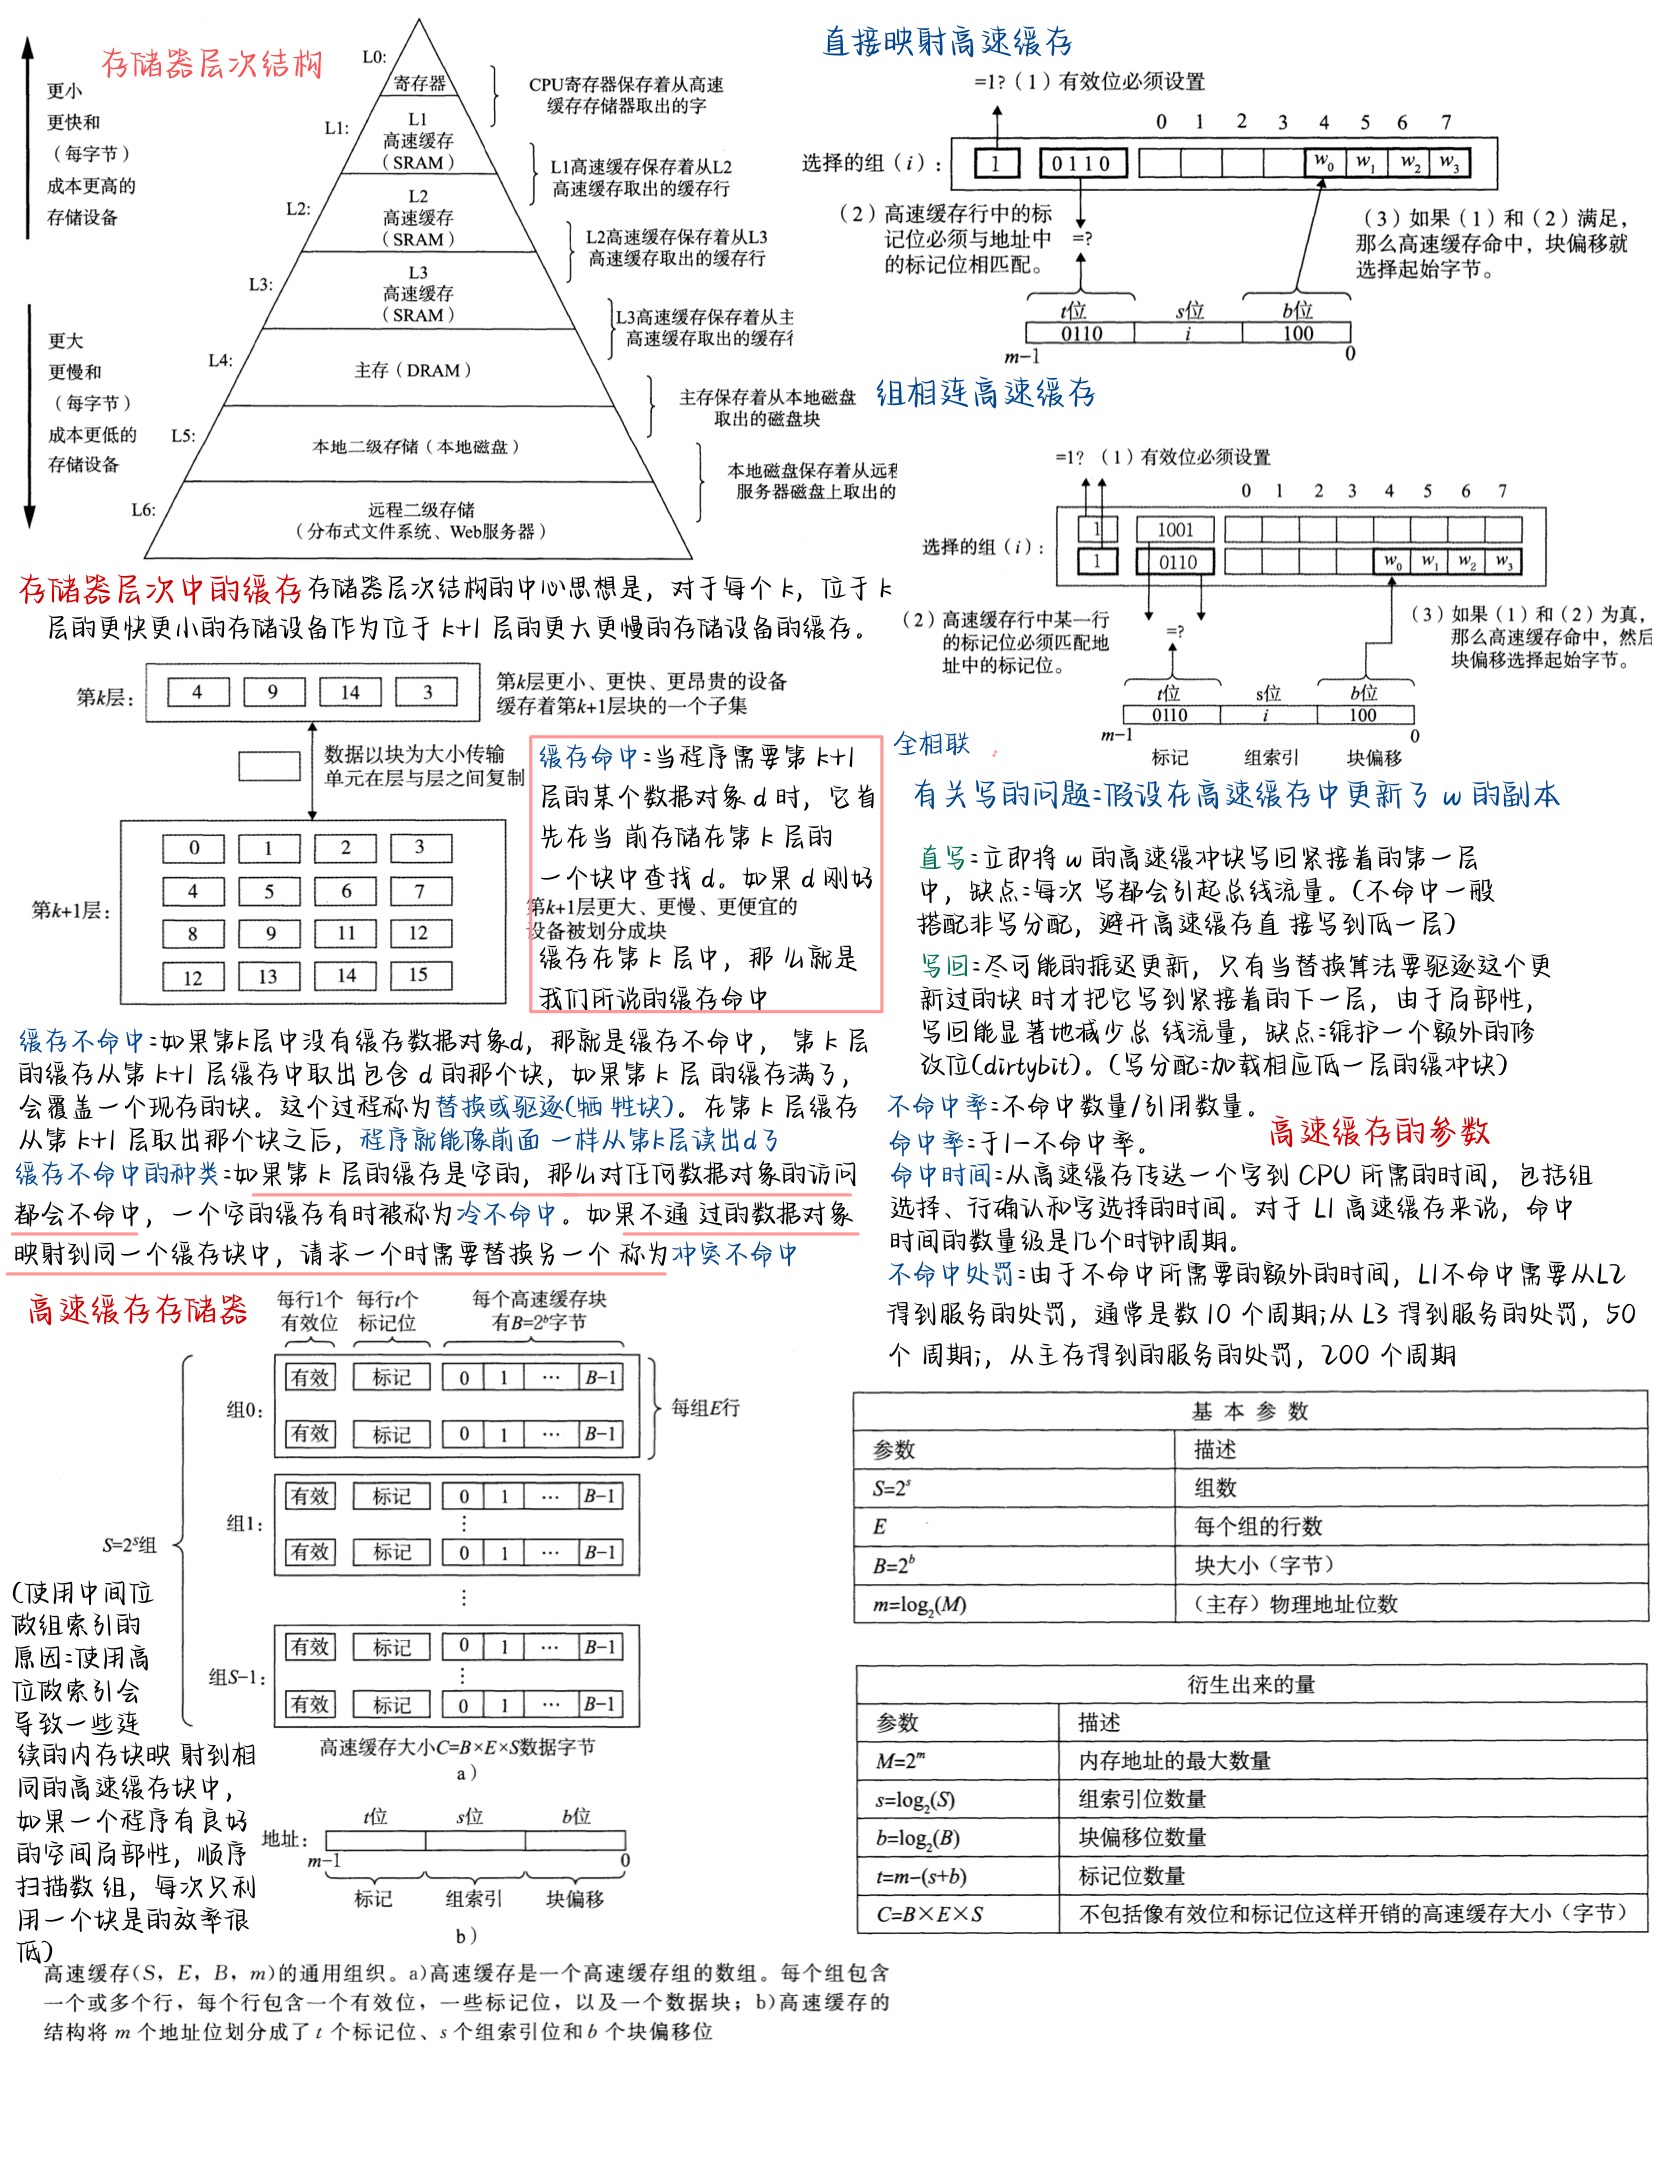 存储器层次结构
更小
更快和
（每字节）
成本更高的
存储设备
更大
更慢和
（每字节）
成本更低的
存储设备
L0:
寄存器
L1:
L1
高速缓存
（SRAM）
L2:
L2
高速缓存
（SRAM）
L3:
L3
高速缓存
（SRAM）
L4:
主存（DRAM）
L5:
本地二级存储（本地磁盘）
L6:
远程二级存储
（分布式文件系统、Web服务器）
CPU寄存器保存着从高速
缓存存储器取出的字
L1高速缓存保存着从L2
高速缓存取出的缓存行
L2高速缓存保存着从L3
高速缓存取出的缓存行
L3高速缓存保存着从主
高速缓存取出的缓存行
主存保存着从本地磁盘
取出的磁盘块
本地磁盘保存着从远程
服务器磁盘上取出的
存储器层次中的缓存存储器层次结构的中心思想是，对于每个 k，位于 k
层的更快更小的存储设备作为位于 k+1 层的更大更慢的存储设备的缓存。
第k层：
4 9 14 3
第k层更小、更快、更昂贵的设备
缓存着第k+1层块的一个子集
数据以块为大小传输
单元在层与层之间复制
第k+1层：
0 1 2 3
4 5 6 7
8 9 11 12
12 13 14 15
第k+1层更大、更慢、更便宜的
设备被划分成块
缓存命中:当程序需要第 k+1
层的某个数据对象 d 时，它首
先在当 前存储在第 k 层的
一个块中查找 d。如果 d 刚好
缓存在第 k 层中，那 么就是
我们所说的缓存命中
缓存不命中:如果第k层中没有缓存数据对象d，那就是缓存不命中， 第 k 层
的缓存从第 k+1 层缓存中取出包含 d 的那个块，如果第 k 层 的缓存满了，
会覆盖一个现存的块。这个过程称为替换或驱逐(牺 牲块)。在第 k 层缓存
从第 k+1 层取出那个块之后，程序就能像前面 一样从第k层读出d了
缓存不命中的种类:如果第 k 层的缓存是空的，那么对任何数据对象的访问
都会不命中，一个空的缓存有时被称为冷不命中。如果不通 过的数据对象
映射到同一个缓存块中，请求一个时需要替换另一个 称为冲突不命中
高速缓存存储器
每行1个
有效位
每行t个
标记位
每个高速缓存块
有B=2ᵇ字节
组0：
有效 标记 0 1 … B−1
有效 标记 0 1 … B−1
每组E行
组1：
有效 标记 0 1 … B−1
⋮
有效 标记 0 1 … B−1
S=2ˢ组
⋮
组S−1：
有效 标记 0 1 … B−1
⋮
有效 标记 0 1 … B−1
高速缓存大小C=B×E×S数据字节
a）
(使用中间位
做组索引的
原因:使用高
位做索引会
导致一些连
续的内存块映 射到相
同的高速缓存块中，
如果一个程序有良好
的空间局部性，顺序
扫描数 组，每次只利
用一个块是的效率很
低)
t位 s位 b位
地址：
m−1 0
标记 组索引 块偏移
b）
高速缓存(S，E，B，m)的通用组织。a)高速缓存是一个高速缓存组的数组。每个组包含
一个或多个行，每个行包含一个有效位，一些标记位，以及一个数据块；b)高速缓存的
结构将 m 个地址位划分成了 t 个标记位、s 个组索引位和 b 个块偏移位
直接映射高速缓存
=1?（1）有效位必须设置
0 1 2 3 4 5 6 7
选择的组（i）：
1 0110 w₀ w₁ w₂ w₃
（2）高速缓存行中的标
记位必须与地址中
的标记位相匹配。
=?
（3）如果（1）和（2）满足，
那么高速缓存命中，块偏移就
选择起始字节。
t位 s位 b位
0110 i 100
m−1 0
组相连高速缓存
=1? （1）有效位必须设置
0 1 2 3 4 5 6 7
选择的组（i）：
1 1001
1 0110 w₀ w₁ w₂ w₃
（2）高速缓存行中某一行
的标记位必须匹配地
址中的标记位。
=?
（3）如果（1）和（2）为真，
那么高速缓存命中，然后
块偏移选择起始字节。
t位 s位 b位
0110 i 100
m−1 0
标记 组索引 块偏移
全相联
有关写的问题:假设在高速缓存中更新了 w 的副本
直写:立即将 w 的高速缓冲块写回紧接着的第一层
中，缺点:每次 写都会引起总线流量。(不命中一般
搭配非写分配，避开高速缓存直 接写到低一层)
写回:尽可能的推迟更新，只有当替换算法要驱逐这个更
新过的块 时才把它写到紧接着的下一层，由于局部性，
写回能显著地减少总 线流量，缺点:维护一个额外的修
改位(dirtybit)。(写分配:加载相应低一层的缓冲块)
不命中率:不命中数量/引用数量。
命中率:于1-不命中率。
高速缓存的参数
命中时间:从高速缓存传送一个字到 CPU 所需的时间，包括组
选择、行确认和字选择的时间。对于 L1 高速缓存来说，命中
时间的数量级是几个时钟周期。
不命中处罚:由于不命中所需要的额外的时间，L1不命中需要从L2
得到服务的处罚，通常是数 10 个周期;从 L3 得到服务的处罚，50
个 周期;，从主存得到的服务的处罚，200 个周期
基本参数
参数 描述
S=2ˢ 组数
E 每个组的行数
B=2ᵇ 块大小（字节）
m=log₂(M) （主存）物理地址位数
衍生出来的量
参数 描述
M=2ᵐ 内存地址的最大数量
s=log₂(S) 组索引位数量
b=log₂(B) 块偏移位数量
t=m−(s+b) 标记位数量
C=B×E×S 不包括像有效位和标记位这样开销的高速缓存大小（字节）